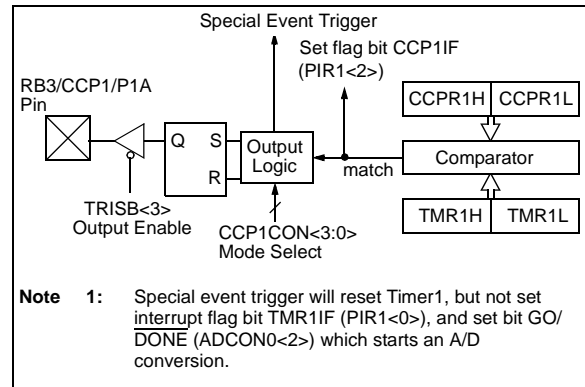 Special Event Trigger
Set flag bit CCP1IF
(PIR1<2>)
RB3/CCP1/P1A
Pin
CCPR1H CCPR1L
Q S
R
Output
Logic
match
Comparator
TRISB<3>
Output Enable
CCP1CON<3:0>
Mode Select
TMR1H TMR1L
Note 1: Special event trigger will reset Timer1, but not set
interrupt flag bit TMR1IF (PIR1<0>), and set bit GO/
DONE (ADCON0<2>) which starts an A/D
conversion.